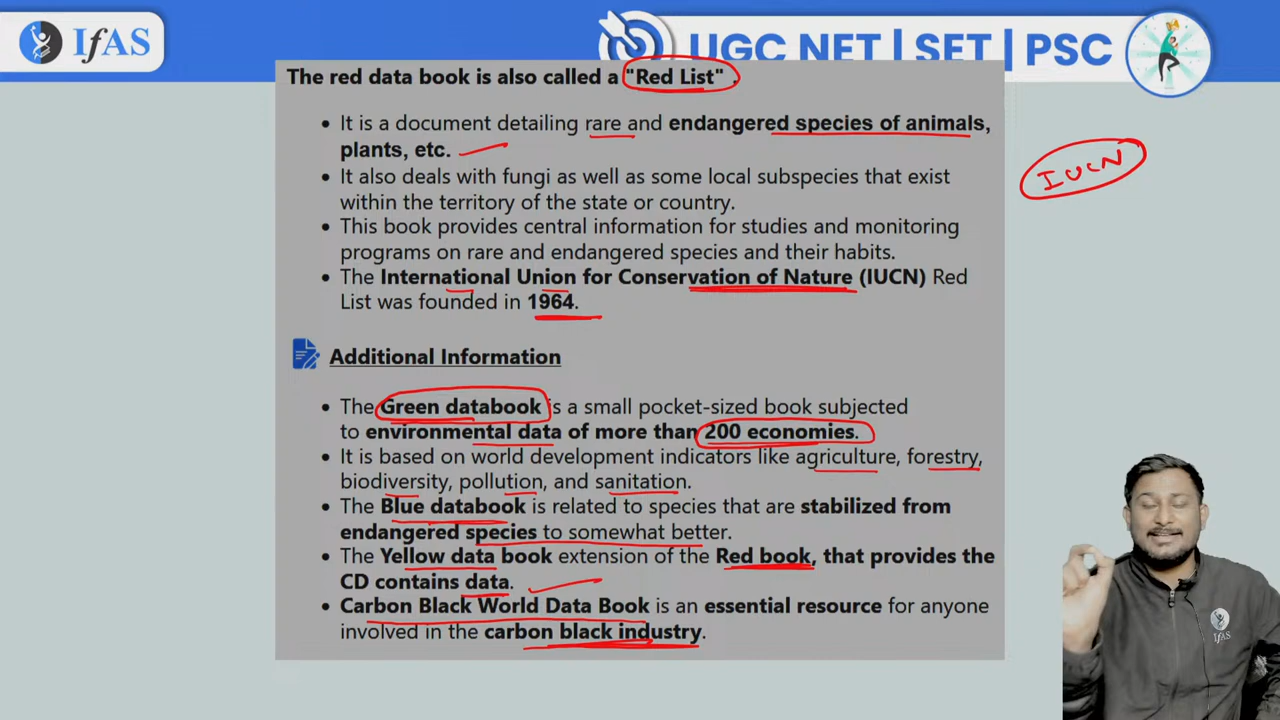 IfAS
UGC NET | SET | PSC
The red data book is also called a "Red List" .
• It is a document detailing rare and endangered species of animals,
plants, etc.
IUCN
• It also deals with fungi as well as some local subspecies that exist
within the territory of the state or country.
• This book provides central information for studies and monitoring
programs on rare and endangered species and their habits.
• The International Union for Conservation of Nature (IUCN) Red
List was founded in 1964.
Additional Information
• The Green databook is a small pocket-sized book subjected
to environmental data of more than 200 economies.
• It is based on world development indicators like agriculture, forestry,
biodiversity, pollution, and sanitation.
• The Blue databook is related to species that are stabilized from
endangered species to somewhat better.
• The Yellow data book extension of the Red book, that provides the
CD contains data.
• Carbon Black World Data Book is an essential resource for anyone
involved in the carbon black industry.
IfAS